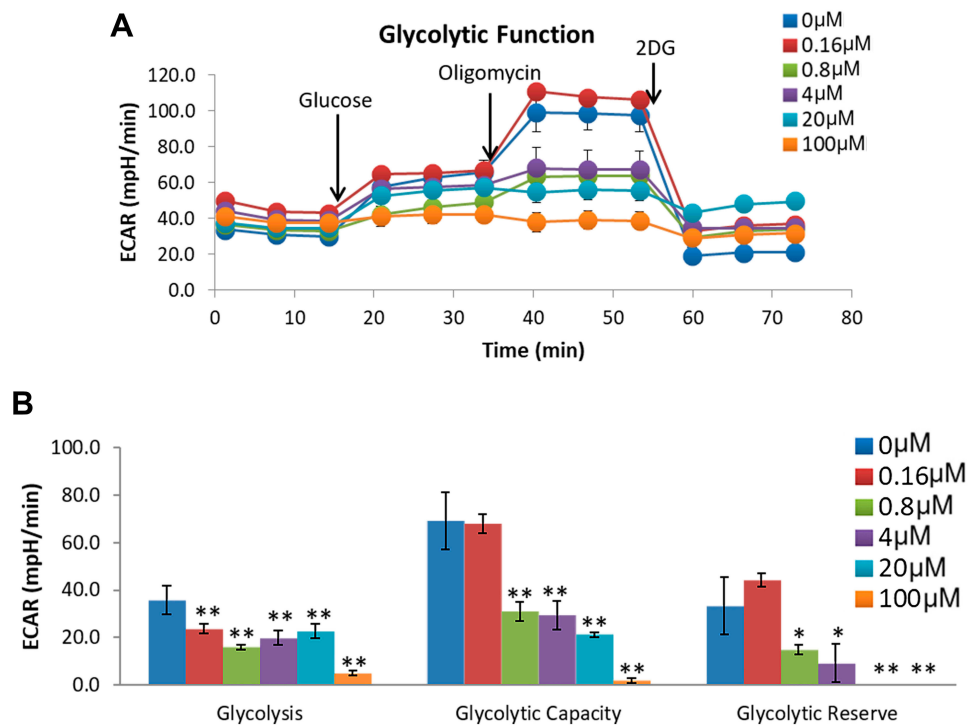 A
Glycolytic Function
Glucose
Oligomycin
2DG
0µM
0.16µM
0.8µM
4µM
20µM
100µM
ECAR (mpH/min)
120.0
100.0
80.0
60.0
40.0
20.0
0.0
0 10 20 30 40 50 60 70 80
Time (min)
B
ECAR (mpH/min)
100.0
80.0
60.0
40.0
20.0
0.0
** ** ** ** **
** ** ** **
* * ** **
Glycolysis Glycolytic Capacity Glycolytic Reserve
0µM
0.16µM
0.8µM
4µM
20µM
100µM